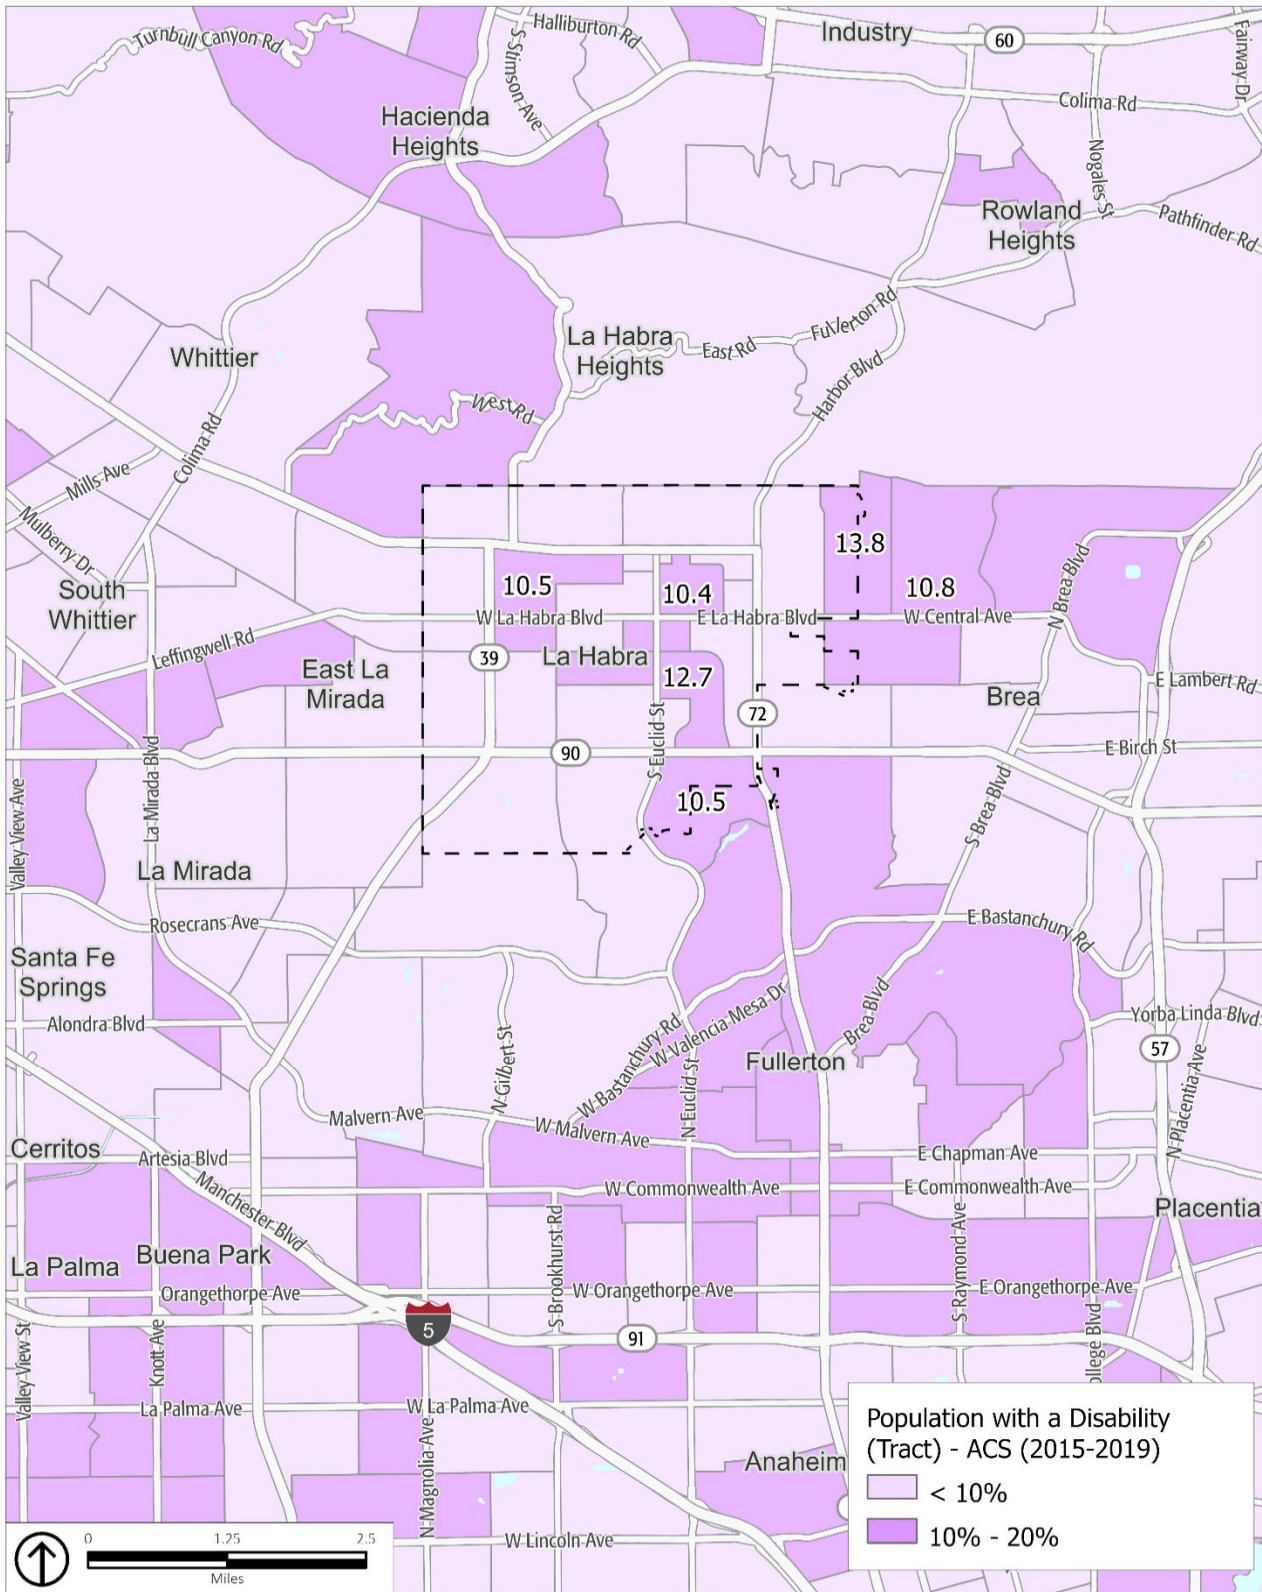 Turnbull Canyon Rd
Halliburton Rd
S Stimson Ave
Industry
60
Fairway Dr
Colima Rd
Hacienda
Heights
Nogales St
Rowland
Heights
Pathfinder Rd
Whittier
La Habra
Heights
East Rd
Fullerton Rd
Harbor Blvd
West Rd
Colima Rd
Mills Ave
Mulberry Dr
13.8
South
Whittier
10.5
10.4
10.8
N Brea Blvd
W La Habra Blvd
E La Habra Blvd
W Central Ave
Leffingwell Rd
39
La Habra
East La
Mirada
12.7
E Lambert Rd
Brea
72
S Euclid St
90
E Birch St
La Mirada Blvd
Valley View Ave
10.5
S Brea Blvd
La Mirada
Rosecrans Ave
E Bastanchury Rd
Santa Fe
Springs
Alondra Blvd
N Gilbert St
W Bastanchury Rd
W Valencia Mesa Dr
Brea Blvd
Yorba Linda Blvd
57
Fullerton
N Euclid St
N Placentia Ave
Malvern Ave
W Malvern Ave
Cerritos
Artesia Blvd
E Chapman Ave
Manchester Blvd
W Commonwealth Ave
E Commonwealth Ave
Placentia
La Palma
Buena Park
S Brookhurst Rd
S Raymond Ave
Orangethorpe Ave
W Orangethorpe Ave
E Orangethorpe Ave
5
91
Valley View St
Knott Ave
ollege Blvd
La Palma Ave
W La Palma Ave
N Magnolia Ave
Anaheim
W Lincoln Ave
Population with a Disability
(Tract) - ACS (2015-2019)
< 10%
10% - 20%
0 1.25 2.5
Miles